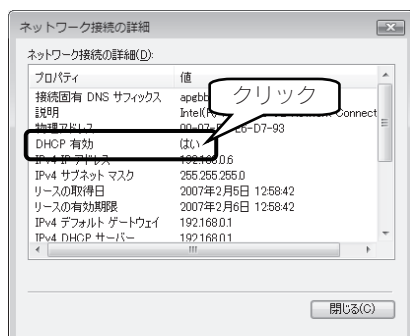 ネットワーク接続の詳細
ネットワーク接続の詳細(D):
プロパティ 値
接続固有 DNS サフィックス
クリック
説明 Intel(R) Connect
物理アドレス 6-D7-93
DHCP 有効 はい
IPv4 IP アドレス 192.168.0.6
IPv4 サブネット マスク 255.255.255.0
リースの取得日 2007年2月5日 12:58:42
リースの有効期限 2007年2月6日 12:58:42
IPv4 デフォルト ゲートウェイ 192.168.0.1
IPv4 DHCP サーバー 192.168.0.1
閉じる(C)